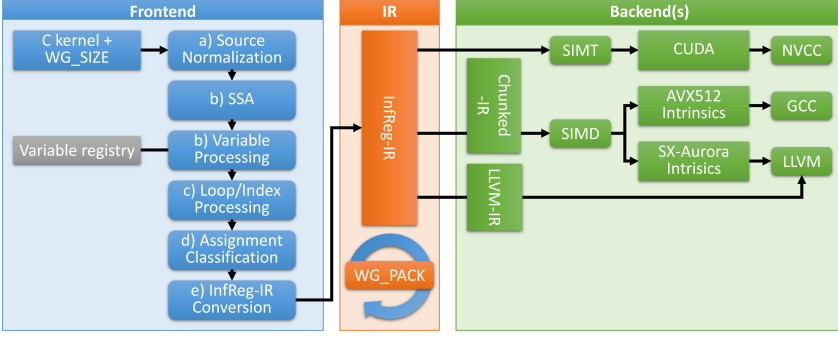 Frontend
C kernel +
WG_SIZE
a) Source
Normalization
b) SSA
Variable registry
b) Variable
Processing
c) Loop/Index
Processing
d) Assignment
Classification
e) InfReg-IR
Conversion
IR
InfReg-IR
WG_PACK
Backend(s)
SIMT
CUDA
NVCC
Chunked
-IR
SIMD
AVX512
Intrinsics
GCC
SX-Aurora
Intrisics
LLVM
LLVM-IR